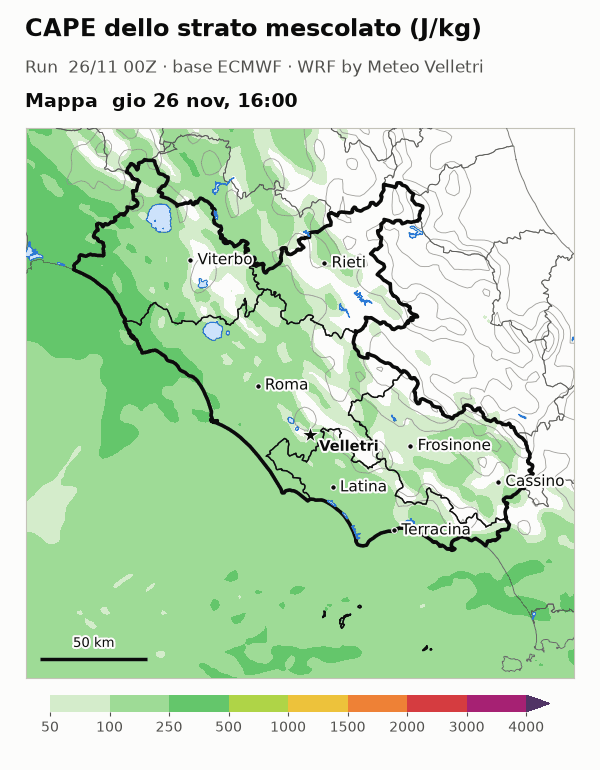 CAPE dello strato mescolato (J/kg)
Run  26/11 00Z · base ECMWF · WRF by Meteo Velletri
Mappa  gio 26 nov, 16:00
Viterbo
Rieti
Roma
Velletri
Frosinone
Latina
Cassino
Terracina
50 km
50 100 250 500 1000 1500 2000 3000 4000